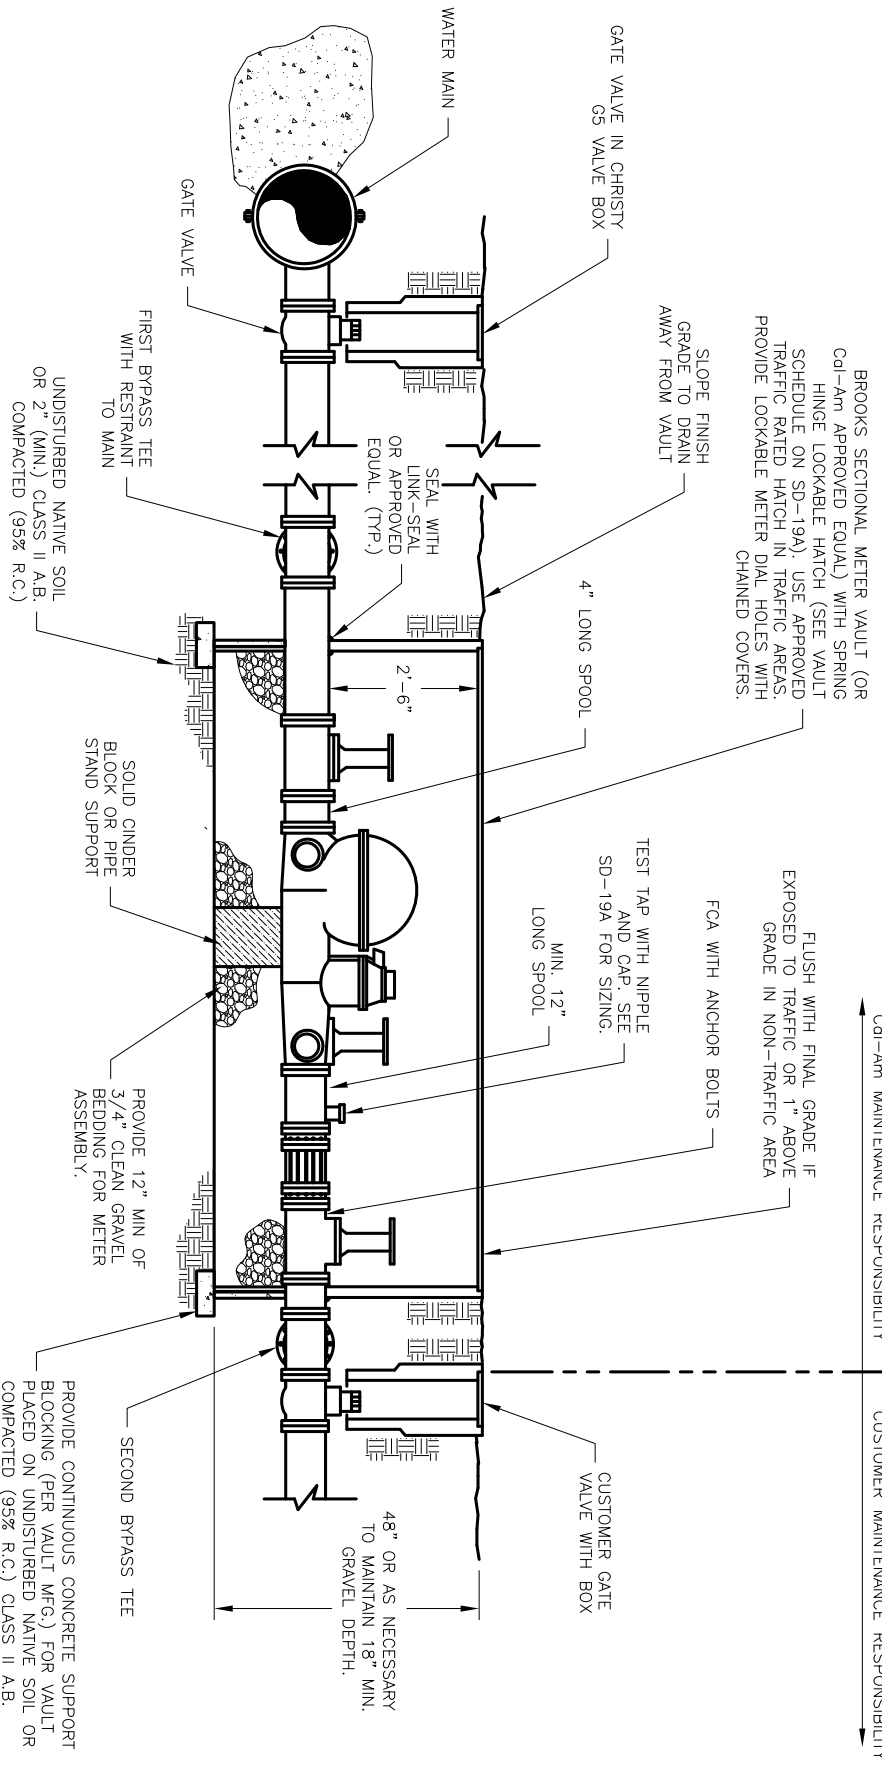 Cal-Am MAINTENANCE RESPONSIBILITY
CUSTOMER MAINTENANCE RESPONSIBILITY
BROOKS SECTIONAL METER VAULT (OR
Cal-Am APPROVED EQUAL) WITH SPRING
HINGE LOCKABLE HATCH (SEE VAULT
SCHEDULE ON SD-19A). USE APPROVED
TRAFFIC RATED HATCH IN TRAFFIC AREAS.
PROVIDE LOCKABLE METER DIAL HOLES WITH
CHAINED COVERS.
FLUSH WITH FINAL GRADE IF
EXPOSED TO TRAFFIC OR 1" ABOVE
GRADE IN NON-TRAFFIC AREA
SLOPE FINISH
GRADE TO DRAIN
AWAY FROM VAULT
FCA WITH ANCHOR BOLTS
GATE VALVE IN CHRISTY
G5 VALVE BOX
TEST TAP WITH NIPPLE
AND CAP. SEE
SD-19A FOR SIZING.
CUSTOMER GATE
VALVE WITH BOX
4" LONG SPOOL
MIN. 12"
LONG SPOOL
WATER MAIN
SEAL WITH
LINK-SEAL
OR APPROVED
EQUAL. (TYP.)
2'-6"
48" OR AS NECESSARY
TO MAINTAIN 18" MIN.
GRAVEL DEPTH.
GATE VALVE
FIRST BYPASS TEE
WITH RESTRAINT
TO MAIN
SOLID CINDER
BLOCK OR PIPE
STAND SUPPORT
PROVIDE 12" MIN OF
3/4" CLEAN GRAVEL
BEDDING FOR METER
ASSEMBLY.
SECOND BYPASS TEE
UNDISTURBED NATIVE SOIL
OR 2" (MIN.) CLASS II A.B.
COMPACTED (95% R.C.)
PROVIDE CONTINUOUS CONCRETE SUPPORT
BLOCKING (PER VAULT MFG.) FOR VAULT
PLACED ON UNDISTURBED NATIVE SOIL OR
COMPACTED (95% R.C.) CLASS II A.B.